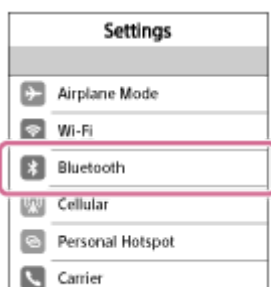 Settings
Airplane Mode
Wi-Fi
Bluetooth
Cellular
Personal Hotspot
Carrier